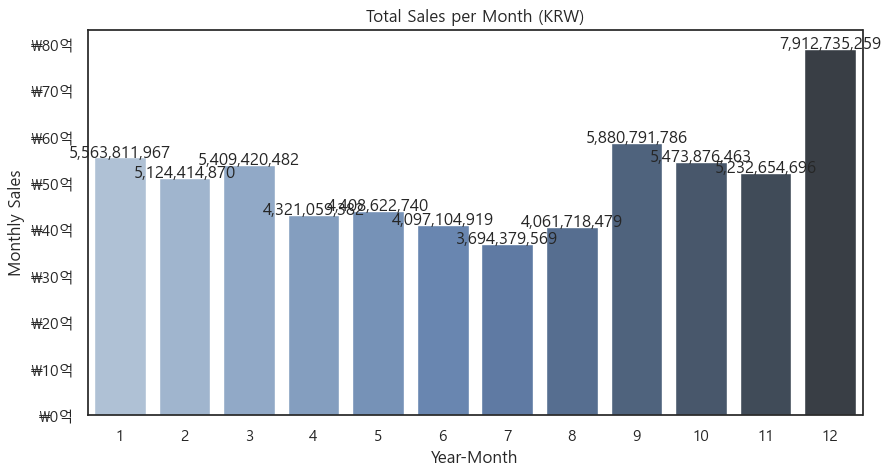 Total Sales per Month (KRW)
Monthly Sales
₩80억
₩70억
₩60억
₩50억
₩40억
₩30억
₩20억
₩10억
₩0억
5,563,811,967
5,124,414,870
5,409,420,482
4,321,059,382
4,408,622,740
4,097,104,919
3,694,379,569
4,061,718,479
5,880,791,786
5,473,876,463
5,232,654,696
7,912,735,259
1 2 3 4 5 6 7 8 9 10 11 12
Year-Month